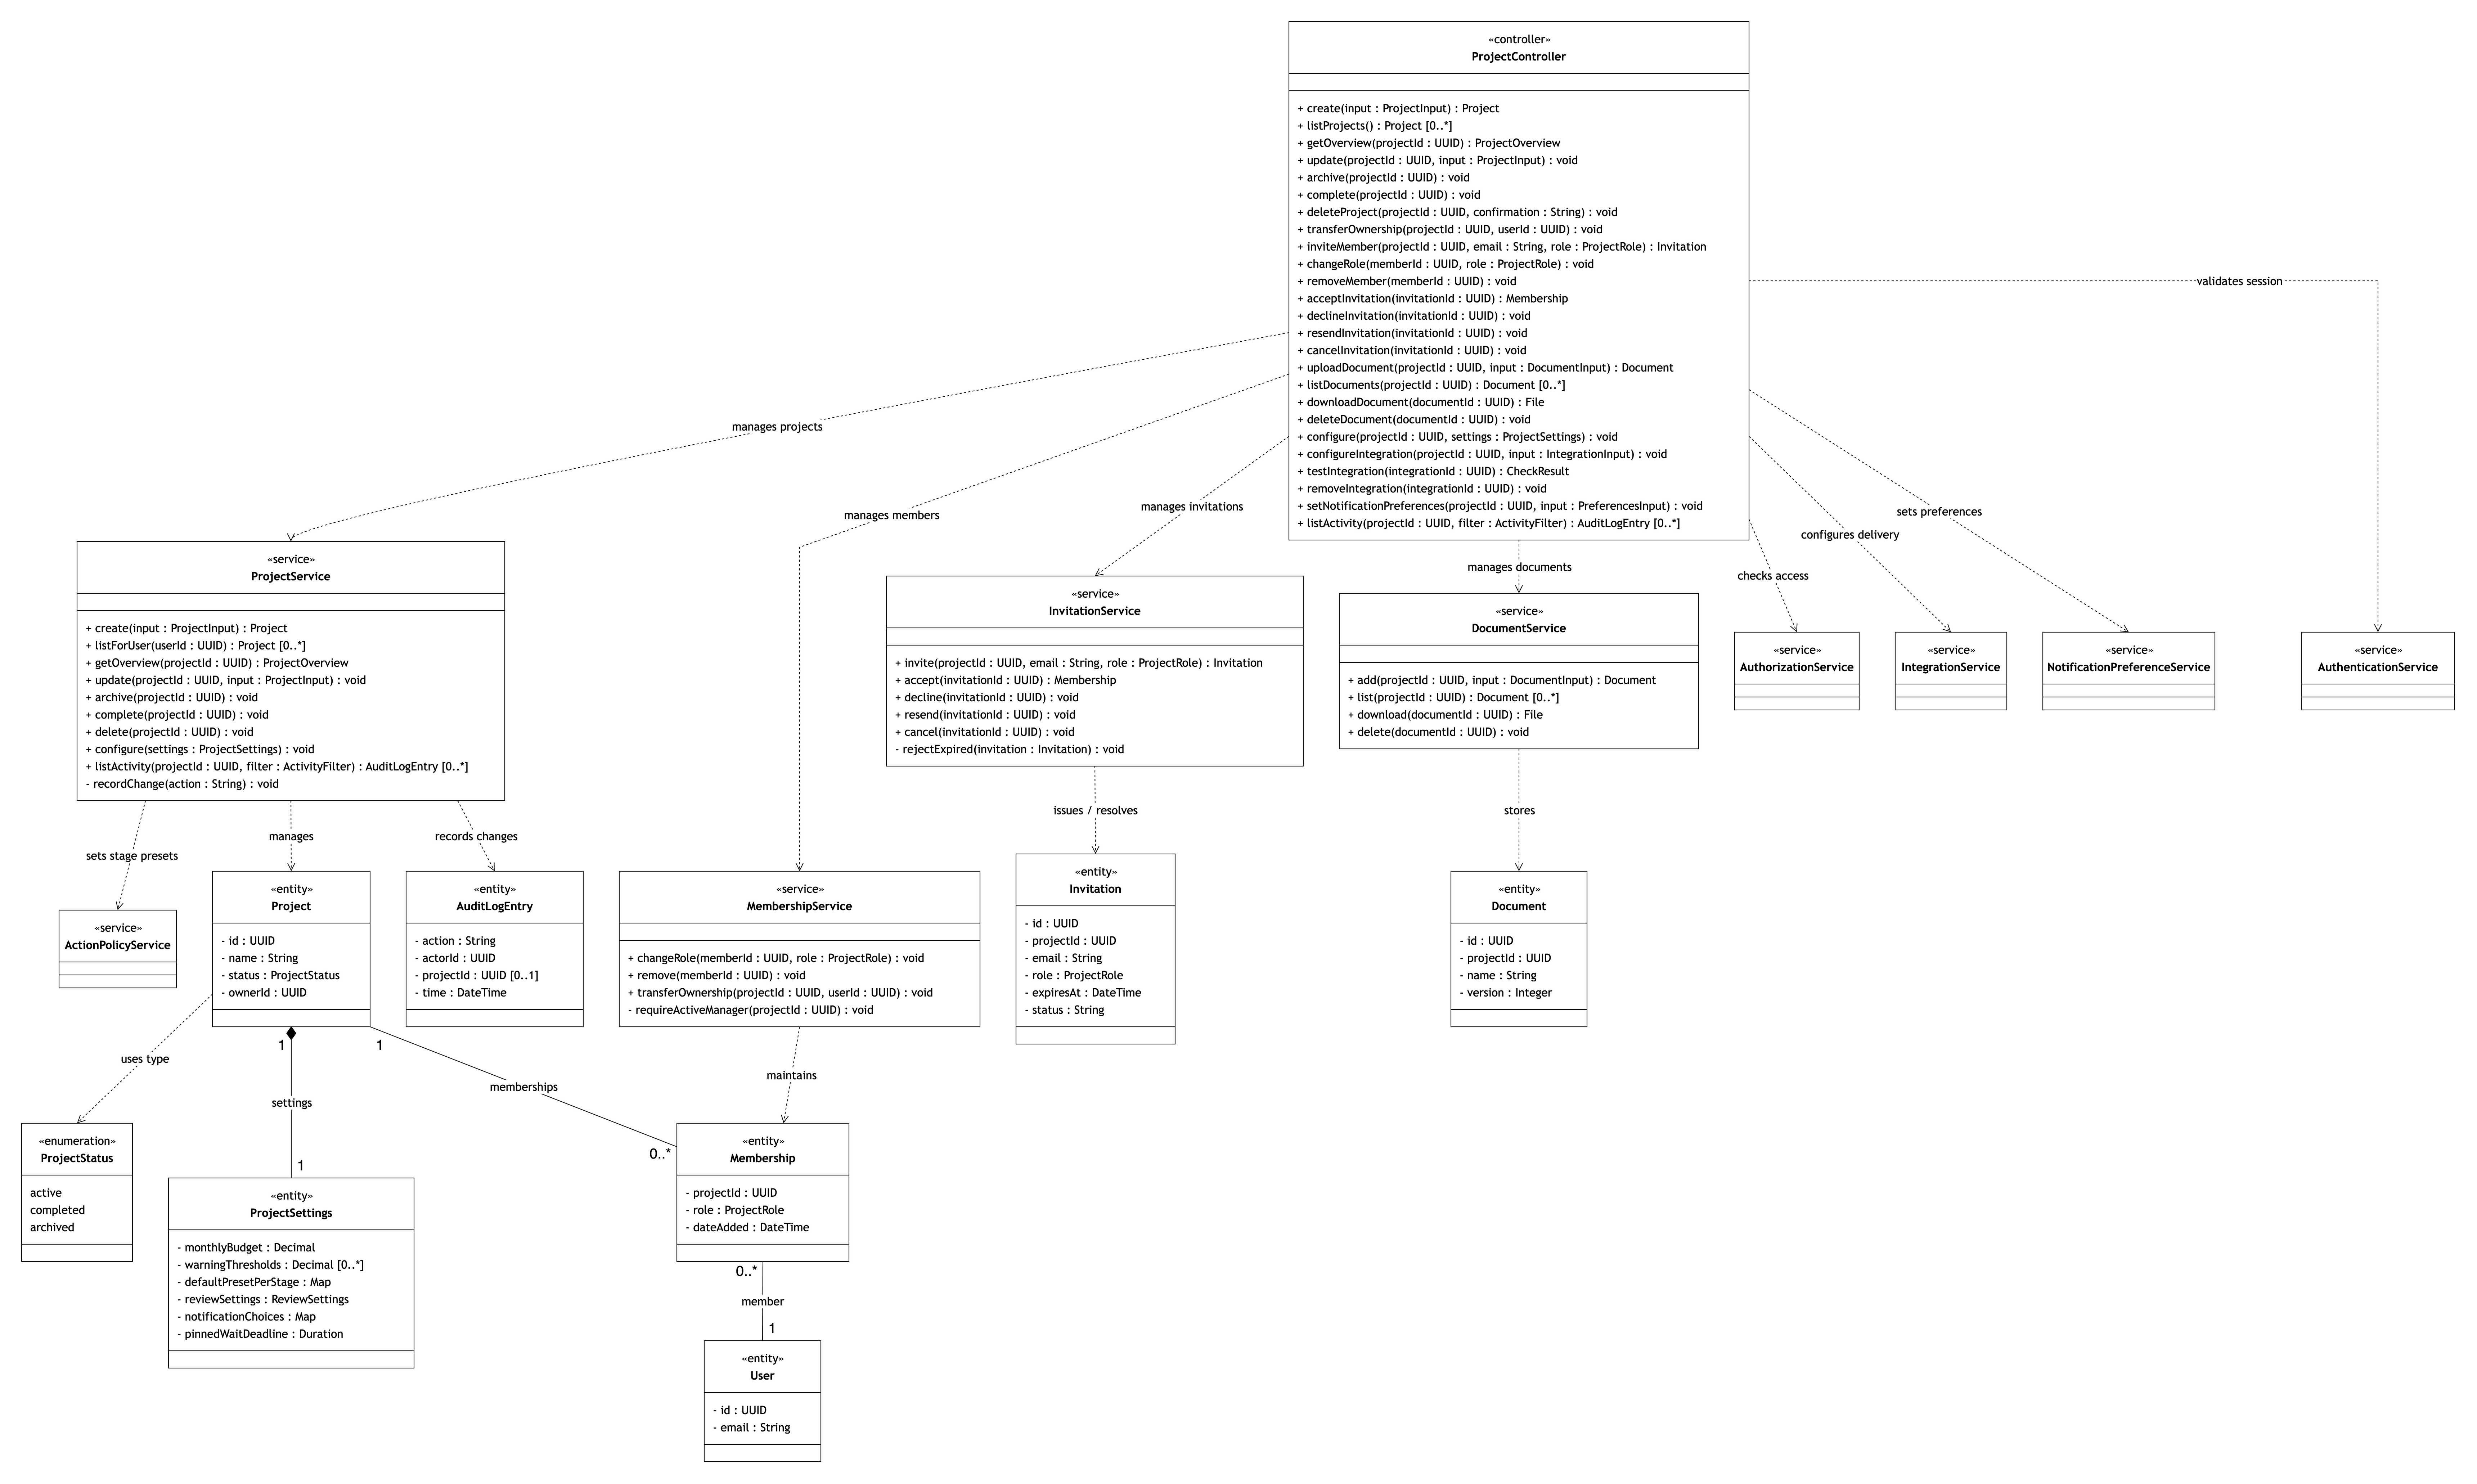 «controller»
ProjectController
+ create(input : ProjectInput) : Project
+ listProjects() : Project [0..*]
+ getOverview(projectId : UUID) : ProjectOverview
+ update(projectId : UUID, input : ProjectInput) : void
+ archive(projectId : UUID) : void
+ complete(projectId : UUID) : void
+ deleteProject(projectId : UUID, confirmation : String) : void
+ transferOwnership(projectId : UUID, userId : UUID) : void
+ inviteMember(projectId : UUID, email : String, role : ProjectRole) : Invitation
+ changeRole(memberId : UUID, role : ProjectRole) : void
+ removeMember(memberId : UUID) : void
+ acceptInvitation(invitationId : UUID) : Membership
+ declineInvitation(invitationId : UUID) : void
+ resendInvitation(invitationId : UUID) : void
+ cancelInvitation(invitationId : UUID) : void
+ uploadDocument(projectId : UUID, input : DocumentInput) : Document
+ listDocuments(projectId : UUID) : Document [0..*]
+ downloadDocument(documentId : UUID) : File
+ deleteDocument(documentId : UUID) : void
+ configure(projectId : UUID, settings : ProjectSettings) : void
+ configureIntegration(projectId : UUID, input : IntegrationInput) : void
+ testIntegration(integrationId : UUID) : CheckResult
+ removeIntegration(integrationId : UUID) : void
+ setNotificationPreferences(projectId : UUID, input : PreferencesInput) : void
+ listActivity(projectId : UUID, filter : ActivityFilter) : AuditLogEntry [0..*]
validates session
manages projects
manages members
manages invitations
manages documents
checks access
configures delivery
sets preferences
«service»
ProjectService
+ create(input : ProjectInput) : Project
+ listForUser(userId : UUID) : Project [0..*]
+ getOverview(projectId : UUID) : ProjectOverview
+ update(projectId : UUID, input : ProjectInput) : void
+ archive(projectId : UUID) : void
+ complete(projectId : UUID) : void
+ delete(projectId : UUID) : void
+ configure(settings : ProjectSettings) : void
+ listActivity(projectId : UUID, filter : ActivityFilter) : AuditLogEntry [0..*]
- recordChange(action : String) : void
«service»
InvitationService
+ invite(projectId : UUID, email : String, role : ProjectRole) : Invitation
+ accept(invitationId : UUID) : Membership
+ decline(invitationId : UUID) : void
+ resend(invitationId : UUID) : void
+ cancel(invitationId : UUID) : void
- rejectExpired(invitation : Invitation) : void
«service»
DocumentService
+ add(projectId : UUID, input : DocumentInput) : Document
+ list(projectId : UUID) : Document [0..*]
+ download(documentId : UUID) : File
+ delete(documentId : UUID) : void
«service»
AuthorizationService
«service»
IntegrationService
«service»
NotificationPreferenceService
«service»
AuthenticationService
sets stage presets
manages
records changes
issues / resolves
stores
«service»
ActionPolicyService
«entity»
Project
- id : UUID
- name : String
- status : ProjectStatus
- ownerId : UUID
«entity»
AuditLogEntry
- action : String
- actorId : UUID
- projectId : UUID [0..1]
- time : DateTime
«service»
MembershipService
+ changeRole(memberId : UUID, role : ProjectRole) : void
+ remove(memberId : UUID) : void
+ transferOwnership(projectId : UUID, userId : UUID) : void
- requireActiveManager(projectId : UUID) : void
«entity»
Invitation
- id : UUID
- projectId : UUID
- email : String
- role : ProjectRole
- expiresAt : DateTime
- status : String
«entity»
Document
- id : UUID
- projectId : UUID
- name : String
- version : Integer
uses type
1
settings
1
1
memberships
0..*
maintains
«enumeration»
ProjectStatus
active
completed
archived
«entity»
ProjectSettings
- monthlyBudget : Decimal
- warningThresholds : Decimal [0..*]
- defaultPresetPerStage : Map
- reviewSettings : ReviewSettings
- notificationChoices : Map
- pinnedWaitDeadline : Duration
«entity»
Membership
- projectId : UUID
- role : ProjectRole
- dateAdded : DateTime
0..*
member
1
«entity»
User
- id : UUID
- email : String